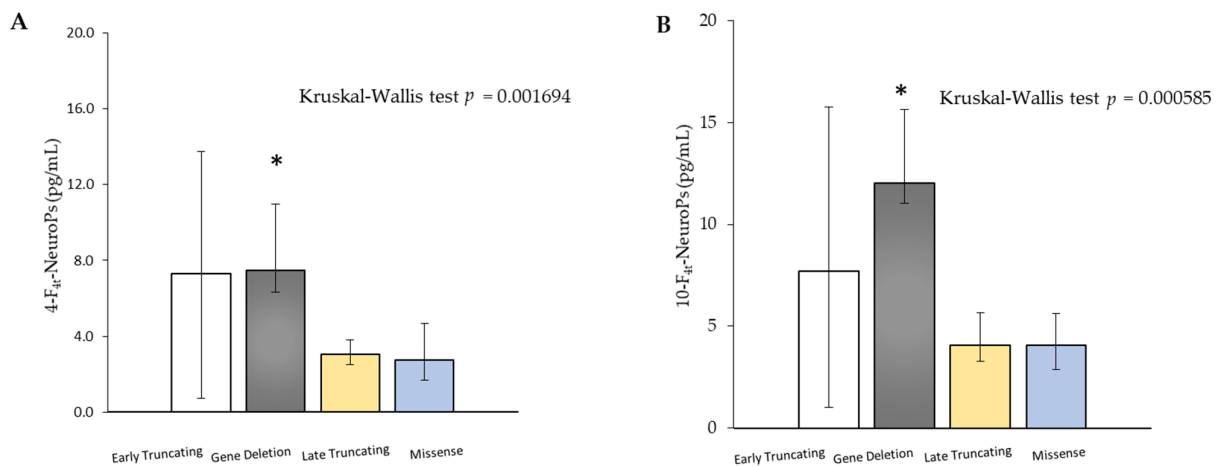 A
20.0
16.0
12.0
8.0
4.0
0.0
4-F4t-NeuroPs (pg/mL)
Kruskal-Wallis test p = 0.001694
*
Early Truncating Gene Deletion Late Truncating Missense
B
20
15
10
5
0
10-F4t-NeuroPs (pg/mL)
Kruskal-Wallis test p = 0.000585
*
Early Truncating Gene Deletion Late Truncating Missense